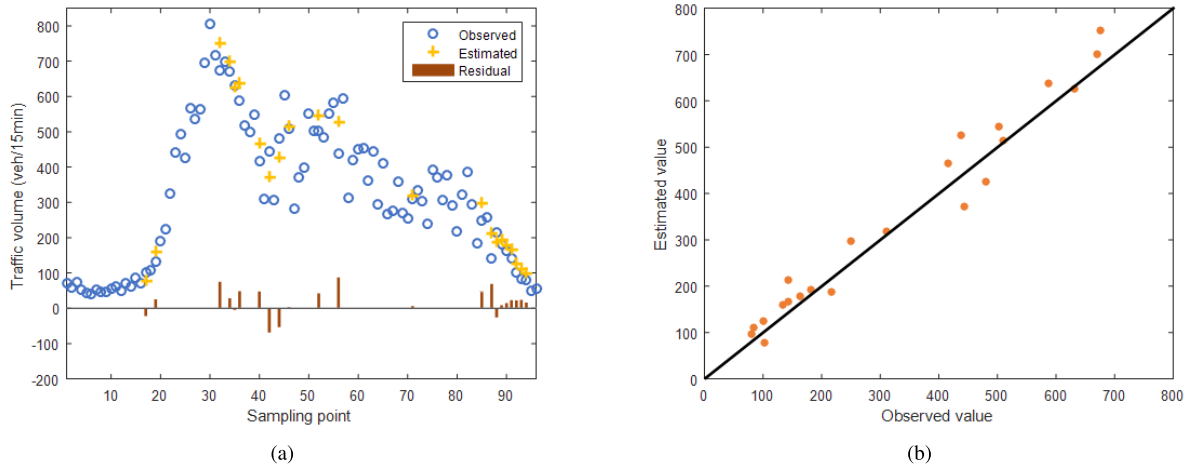 800
700
600
500
400
300
200
100
0
-100
-200
Traffic volume (veh/15min)
Observed
Estimated
Residual
10 20 30 40 50 60 70 80 90
Sampling point
(a)
800
700
600
500
400
300
200
100
0
Estimated value
0 100 200 300 400 500 600 700 800
Observed value
(b)